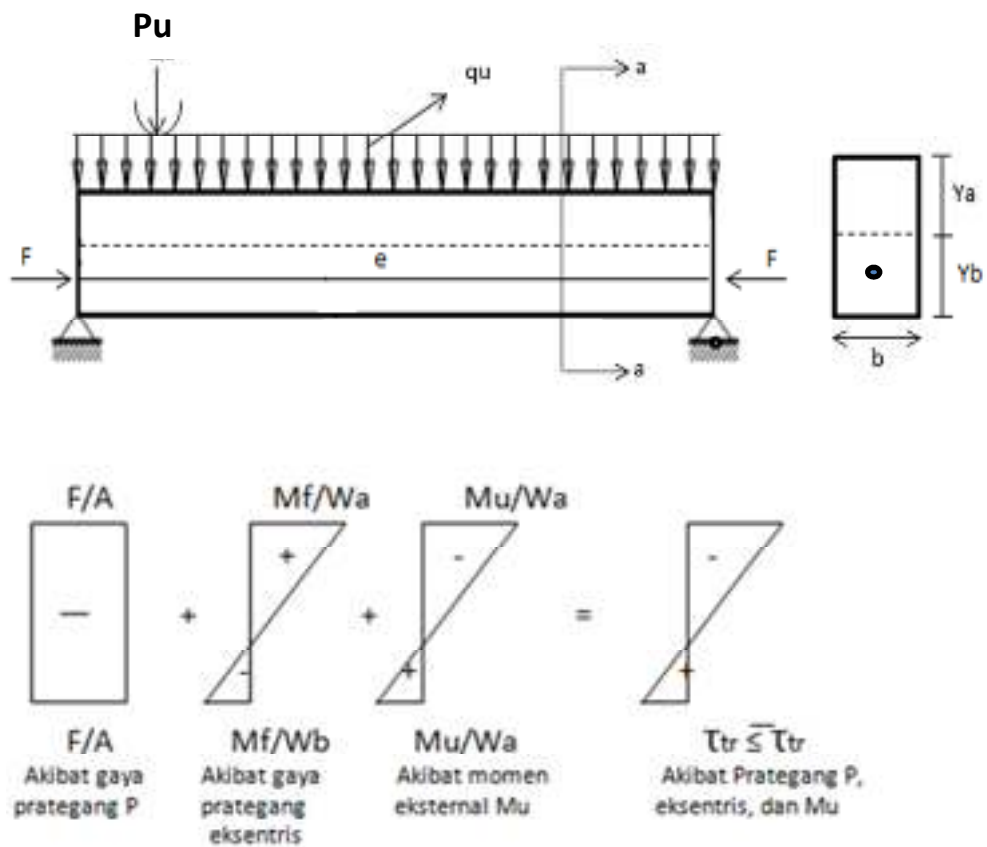 Pu
qu
a
F
e
F
a
Ya
Yb
b
F/A
Mf/Wa
Mu/Wa
—
+
+
+
-
-
+
=
-
+
F/A
Mf/Wb
Mu/Wa
τtr ≤ τ̅tr
Akibat gaya
prategang P
Akibat gaya
prategang
eksentris
Akibat momen
eksternal Mu
Akibat Prategang P,
eksentris, dan Mu